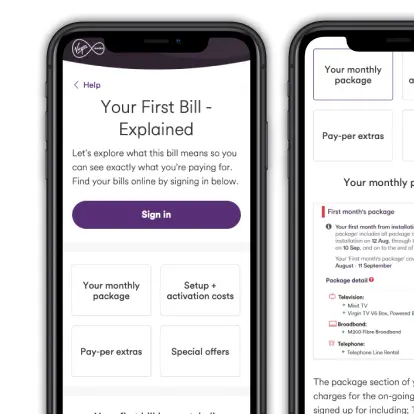 Virgin media
Help
Your First Bill -
Explained
Let's explore what this bill means so you
can see exactly what you're paying for.
Find your bills online by signing in below.
Sign in
Your monthly
package
Setup +
activation costs
Pay-per extras
Special offers
Your monthly
package
Pay-per extras
Your monthly p
First month's package
Your first month from installati
package' includes all package c
installation on 12 Aug, through t
on 10 Sep, and on to the end of
Your 'First month's package' cov
August - 11 September
Package detail
Television:
+ Mixit TV
+ Virgin TV V6 Box, Powered B
Broadband:
+ M200 Fibre Broadband
Telephone:
+ Telephone Line Rental
The package section of y
charges for the on-going
signed up for including; T